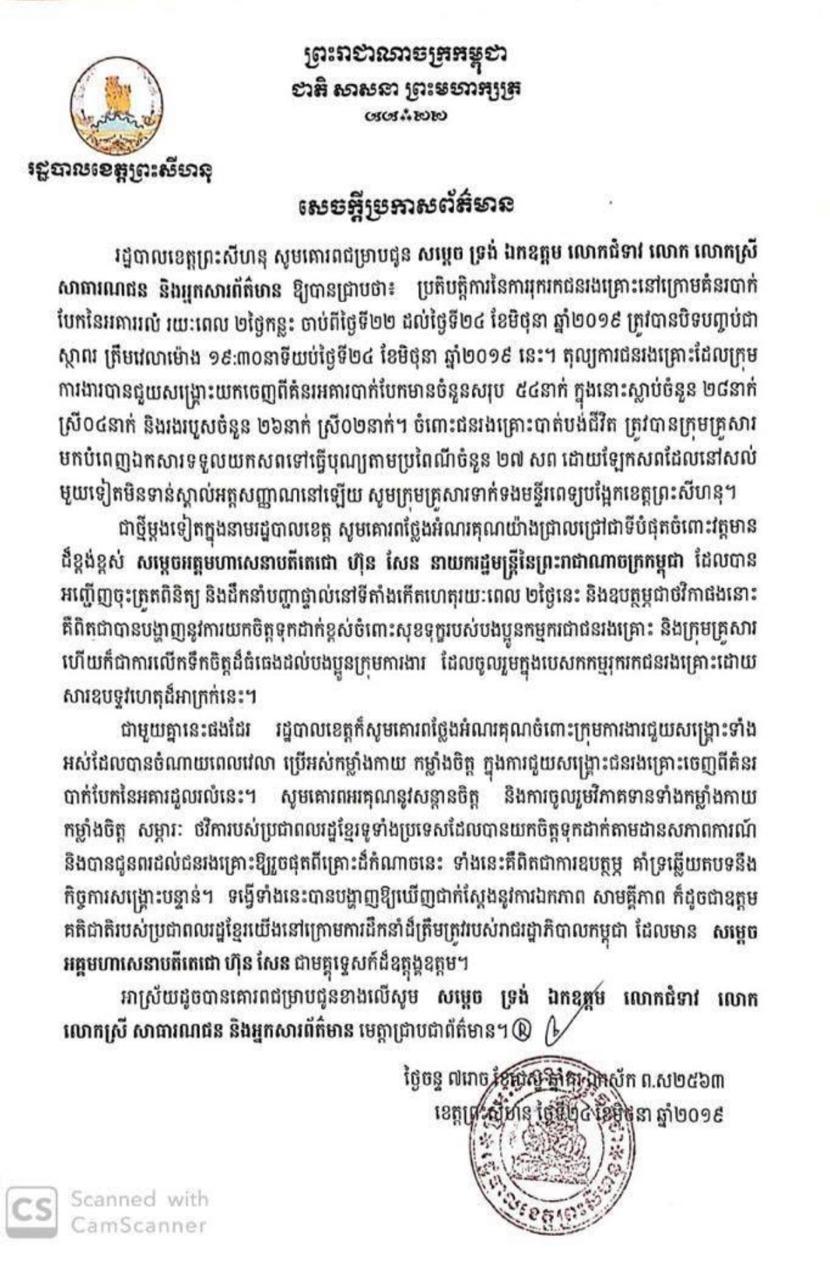 ព្រះរាជាណាចក្រកម្ពុជា
ជាតិ សាសនា ព្រះមហាក្សត្រ
រដ្ឋបាលខេត្តព្រះសីហនុ
សេចក្តីប្រកាសព័ត៌មាន
រដ្ឋបាលខេត្តព្រះសីហនុ សូមគោរពជម្រាបជូន សម្តេច ទ្រង់ ឯកឧត្តម លោកជំទាវ លោក លោកស្រី
សាធារណជន និងអ្នកសារព័ត៌មាន ឱ្យបានជ្រាបថា៖ ប្រតិបត្តិការនៃការរុករកជនរងគ្រោះនៅក្រោមគំនរបាក់
បែកនៃអគាររលំ រយៈពេល ២ថ្ងៃកន្លះ ចាប់ពីថ្ងៃទី២២ ដល់ថ្ងៃទី២៤ ខែមិថុនា ឆ្នាំ២០១៩ ត្រូវបានបិទបញ្ចប់ជា
ស្ថាពរ ត្រឹមវេលាម៉ោង ១៩:៣០នាទីយប់ថ្ងៃទី២៤ ខែមិថុនា ឆ្នាំ២០១៩ នេះ។ តុល្យការជនរងគ្រោះដែលក្រុម
ការងារបានជួយសង្គ្រោះយកចេញពីគំនរអគារបាក់បែកមានចំនួនសរុប ៥៤នាក់ ក្នុងនោះស្លាប់ចំនួន ២៨នាក់
ស្រី០៤នាក់ និងរងរបួសចំនួន ២៦នាក់ ស្រី០២នាក់។ ចំពោះជនរងគ្រោះបាត់បង់ជីវិត ត្រូវបានក្រុមគ្រួសារ
មកបំពេញឯកសារទទួលយកសពទៅធ្វើបុណ្យតាមប្រពៃណីចំនួន ២៧ សព ដោយឡែកសពដែលនៅសល់
មួយទៀតមិនទាន់ស្គាល់អត្តសញ្ញាណនៅឡើយ សូមក្រុមគ្រួសារទាក់ទងមន្ទីរពេទ្យបង្អែកខេត្តព្រះសីហនុ។
ជាថ្មីម្តងទៀតក្នុងនាមរដ្ឋបាលខេត្ត សូមគោរពថ្លែងអំណរគុណយ៉ាងជ្រាលជ្រៅជាទីបំផុតចំពោះវត្តមាន
ដ៏ខ្ពង់ខ្ពស់ សម្តេចអគ្គមហាសេនាបតីតេជោ ហ៊ុន សែន នាយករដ្ឋមន្ត្រីនៃព្រះរាជាណាចក្រកម្ពុជា ដែលបាន
អញ្ជើញចុះត្រួតពិនិត្យ និងដឹកនាំបញ្ជាផ្ទាល់នៅទីតាំងកើតហេតុរយៈពេល ២ថ្ងៃនេះ និងឧបត្ថម្ភជាថវិកាផងនោះ
គឺពិតជាបានបង្ហាញនូវការយកចិត្តទុកដាក់ខ្ពស់ចំពោះសុខទុក្ខរបស់បងប្អូនកម្មករជាជនរងគ្រោះ និងក្រុមគ្រួសារ
ហើយក៏ជាការលើកទឹកចិត្តដ៏ធំធេងដល់បងប្អូនក្រុមការងារ ដែលចូលរួមក្នុងបេសកកម្មរុករកជនរងគ្រោះដោយ
សារឧបទ្ទវហេតុដ៏អាក្រក់នេះ។
ជាមួយគ្នានេះផងដែរ រដ្ឋបាលខេត្តក៏សូមគោរពថ្លែងអំណរគុណចំពោះក្រុមការងារជួយសង្គ្រោះទាំង
អស់ដែលបានចំណាយពេលវេលា ប្រើអស់កម្លាំងកាយ កម្លាំងចិត្ត ក្នុងការជួយសង្គ្រោះជនរងគ្រោះចេញពីគំនរ
បាក់បែកនៃអគារដួលរលំនេះ។ សូមគោរពអរគុណនូវសន្តានចិត្ត និងការចូលរួមវិភាគទានទាំងកម្លាំងកាយ
កម្លាំងចិត្ត សម្ភារៈ ថវិការបស់ប្រជាពលរដ្ឋខ្មែរទូទាំងប្រទេសដែលបានយកចិត្តទុកដាក់តាមដានសភាពការណ៍
និងបានជូនពរដល់ជនរងគ្រោះឱ្យរួចផុតពីគ្រោះដ៏កំណាចនេះ ទាំងនេះគឺពិតជាការឧបត្ថម្ភ គាំទ្រឆ្លើយតបទនឹង
កិច្ចការសង្គ្រោះបន្ទាន់។ ទង្វើទាំងនេះបានបង្ហាញឱ្យឃើញជាក់ស្តែងនូវការឯកភាព សាមគ្គីភាព ក៏ដូចជាឧត្តម
គតិជាតិរបស់ប្រជាពលរដ្ឋខ្មែរយើងនៅក្រោមការដឹកនាំដ៏ត្រឹមត្រូវរបស់រាជរដ្ឋាភិបាលកម្ពុជា ដែលមាន សម្តេច
អគ្គមហាសេនាបតីតេជោ ហ៊ុន សែន ជាមគ្គុទ្ទេសក៍ដ៏ឧត្តុង្គឧត្តម។
អាស្រ័យដូចបានគោរពជម្រាបជូនខាងលើសូម សម្តេច ទ្រង់ ឯកឧត្តម លោកជំទាវ លោក
លោកស្រី សាធារណជន និងអ្នកសារព័ត៌មាន មេត្តាជ្រាបជាព័ត៌មាន។
ថ្ងៃចន្ទ ៧រោច ខែជេស្ឋ ឆ្នាំកុរ ឯកស័ក ព.ស២៥៦៣
ខេត្តព្រះសីហនុ ថ្ងៃទី២៤ ខែមិថុនា ឆ្នាំ២០១៩
រដ្ឋបាលខេត្តព្រះសីហនុ
CS Scanned with
CamScanner